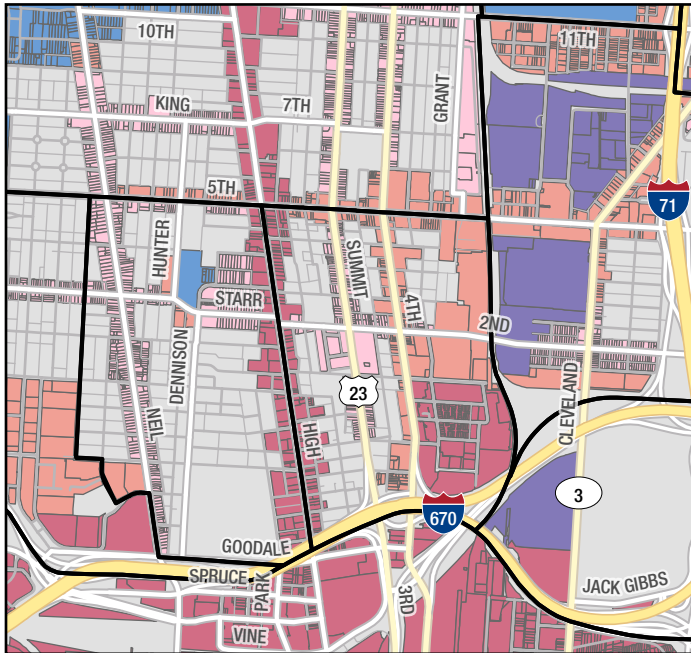 10TH
11TH
KING
7TH
GRANT
5TH
71
HUNTER
SUMMIT
STARR
4TH
2ND
DENNISON
NEIL
23
HIGH
CLEVELAND
3
670
GOODALE
SPRUCE
PARK
3RD
JACK GIBBS
VINE